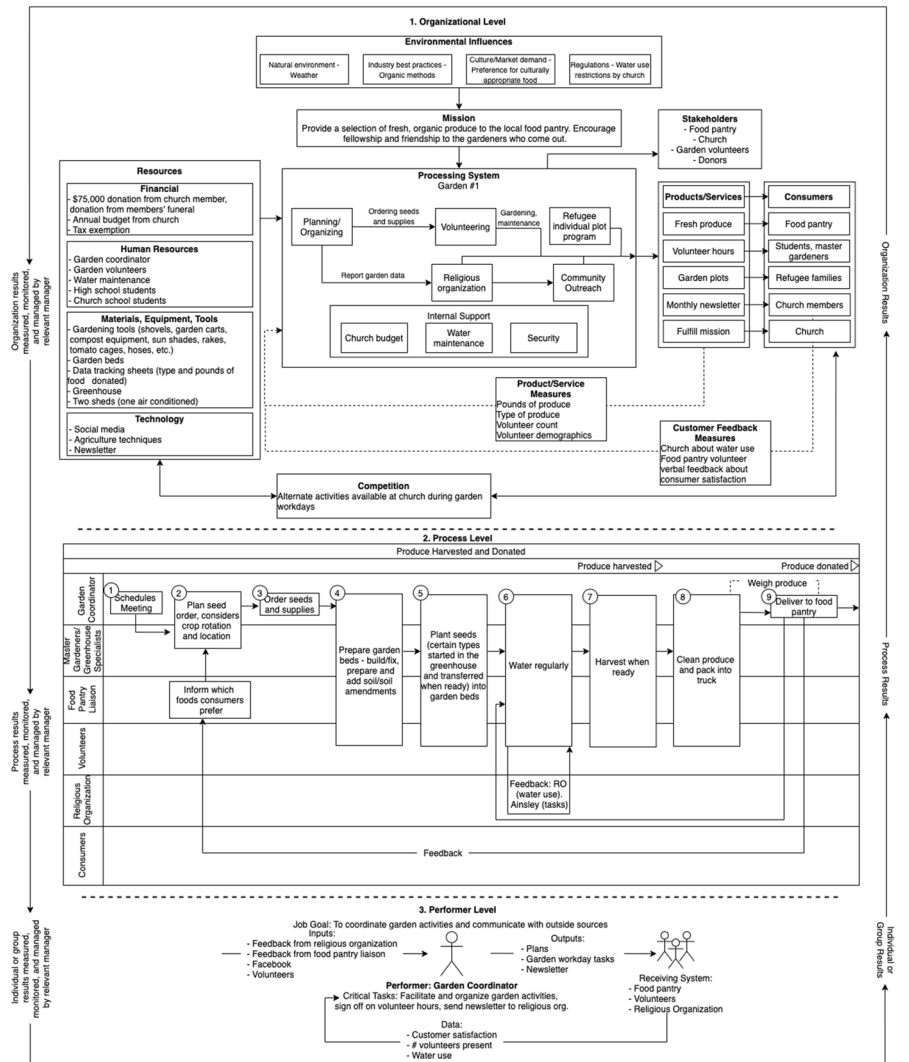 1. Organizational Level
Environmental Influences
Natural environment -
Weather
Industry best practices -
Organic methods
Culture/Market demand -
Preference for culturally
appropriate food
Regulations - Water use
restrictions by church
Mission
Provide a selection of fresh, organic produce to the local food pantry. Encourage
fellowship and friendship to the gardeners who come out.
Stakeholders
- Food pantry
- Church
- Garden volunteers
- Donors
Resources
Financial
- $75,000 donation from church member,
donation from members' funeral
- Annual budget from church
- Tax exemption
Human Resources
- Garden coordinator
- Garden volunteers
- Water maintenance
- High school students
- Church school students
Materials, Equipment, Tools
- Gardening tools (shovels, garden carts,
compost equipment, sun shades, rakes,
tomato cages, hoses, etc.)
- Garden beds
- Data tracking sheets (type and pounds of
food donated)
- Greenhouse
- Two sheds (one air conditioned)
Technology
- Social media
- Agriculture techniques
- Newsletter
Processing System
Garden #1
Planning/
Organizing
Ordering seeds
and supplies
Volunteering
Gardening,
maintenance
Refugee
individual plot
program
Report garden data
Religious
organization
Community
Outreach
Internal Support
Church budget
Water
maintenance
Security
Products/Services
Fresh produce
Volunteer hours
Garden plots
Monthly newsletter
Fulfill mission
Consumers
Food pantry
Students, master
gardeners
Refugee families
Church members
Church
Product/Service
Measures
Pounds of produce
Type of produce
Volunteer count
Volunteer demographics
Customer Feedback
Measures
Church about water use
Food pantry volunteer
verbal feedback about
consumer satisfaction
Competition
Alternate activities available at church during garden
workdays
Organization results
measured, monitored,
and managed by
relevant manager
Organization Results
2. Process Level
Produce Harvested and Donated
Produce harvested
Produce donated
Garden
Coordinator
Master
Gardeners/
Greenhouse
Specialists
Food
Pantry
Liaison
Volunteers
Religious
Organization
Consumers
1
Schedules
Meeting
2
Plan seed
order, considers
crop rotation
and location
3
Order seeds
and supplies
4
Prepare garden
beds - build/fix,
prepare and
add soil/soil
amendments
5
Plant seeds
(certain types
started in the
greenhouse
and transferred
when ready) into
garden beds
6
Water regularly
7
Harvest when
ready
8
Clean produce
and pack into
truck
Weigh produce
9
Deliver to food
pantry
Inform which
foods consumers
prefer
Feedback: RO
(water use).
Ainsley (tasks)
Feedback
Process results
measured, monitored,
and managed by
relevant manager
Process Results
3. Performer Level
Job Goal: To coordinate garden activities and communicate with outside sources
Inputs:
- Feedback from religious organization
- Feedback from food pantry liaison
- Facebook
- Volunteers
Outputs:
- Plans
- Garden workday tasks
- Newsletter
Receiving System:
- Food pantry
- Volunteers
- Religious Organization
Performer: Garden Coordinator
Critical Tasks: Facilitate and organize garden activities,
sign off on volunteer hours, send newsletter to religious org.
Data:
- Customer satisfaction
- # volunteers present
- Water use
Individual or group
results measured,
monitored, and managed
by relevant manager
Individual or
Group Results